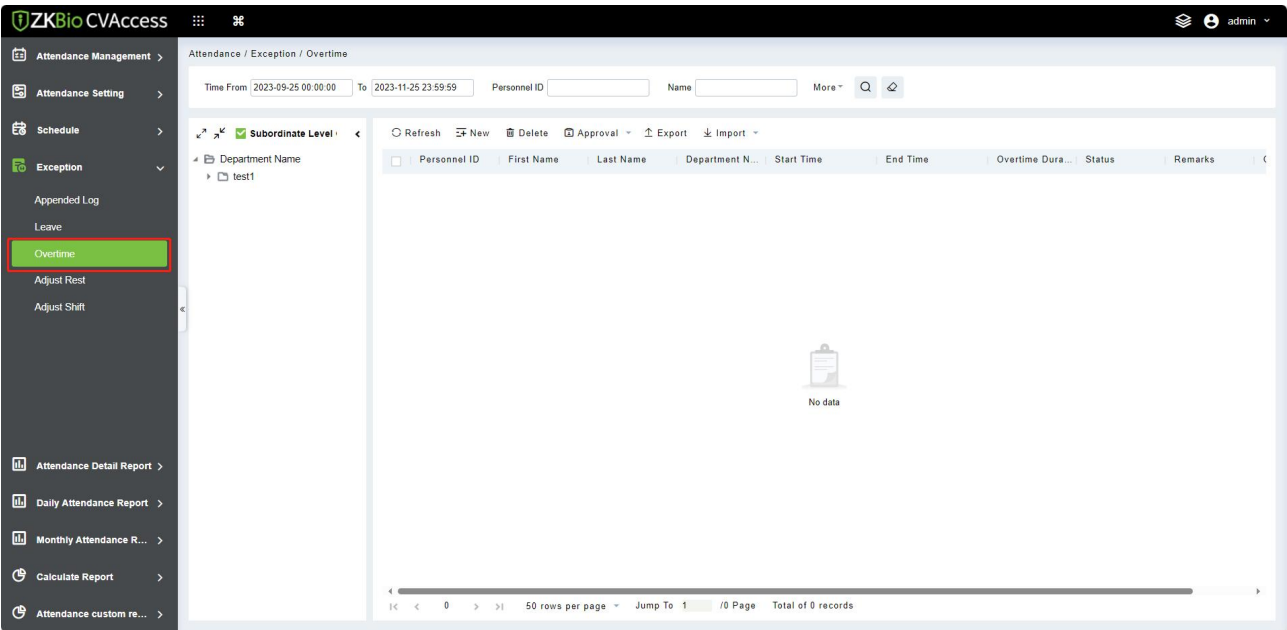 ZKBio CVAccess
admin
Attendance Management
Attendance Setting
Schedule
Exception
Appended Log
Leave
Overtime
Adjust Rest
Adjust Shift
Attendance Detail Report
Daily Attendance Report
Monthly Attendance R...
Calculate Report
Attendance custom re...
Attendance / Exception / Overtime
Time From 2023-09-25 00:00:00 To 2023-11-25 23:59:59 Personnel ID Name More
Subordinate Level
Department Name
test1
Refresh New Delete Approval Export Import
Personnel ID First Name Last Name Department N... Start Time End Time Overtime Dura... Status Remarks
No data
0 50 rows per page Jump To 1 /0 Page Total of 0 records